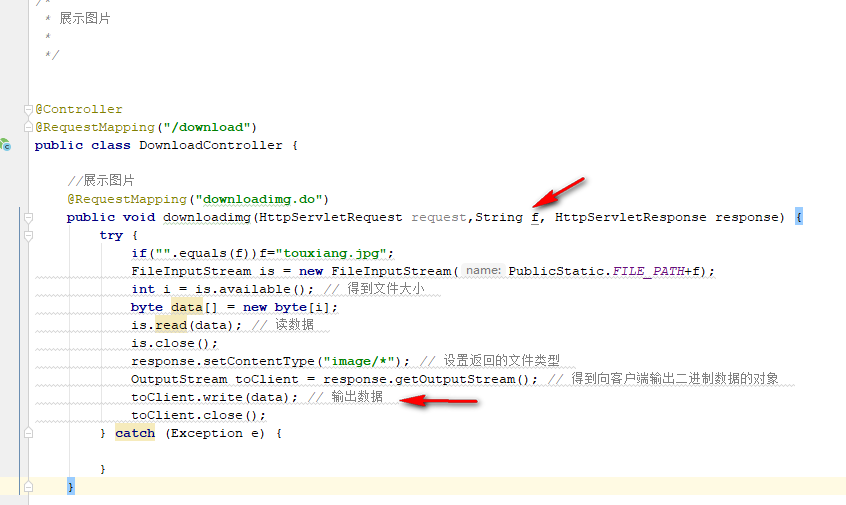 /*
* 展示图片
*
*/
@Controller
@RequestMapping("/download")
public class DownloadController {
//展示图片
@RequestMapping("downloadimg.do")
public void downloadimg(HttpServletRequest request,String f, HttpServletResponse response) {
try {
if("".equals(f))f="touxiang.jpg";
FileInputStream is = new FileInputStream( name: PublicStatic.FILE_PATH+f);
int i = is.available(); // 得到文件大小
byte data[] = new byte[i];
is.read(data); // 读数据
is.close();
response.setContentType("image/*"); // 设置返回的文件类型
OutputStream toClient = response.getOutputStream(); // 得到向客户端输出二进制数据的对象
toClient.write(data); // 输出数据
toClient.close();
} catch (Exception e) {
}
}